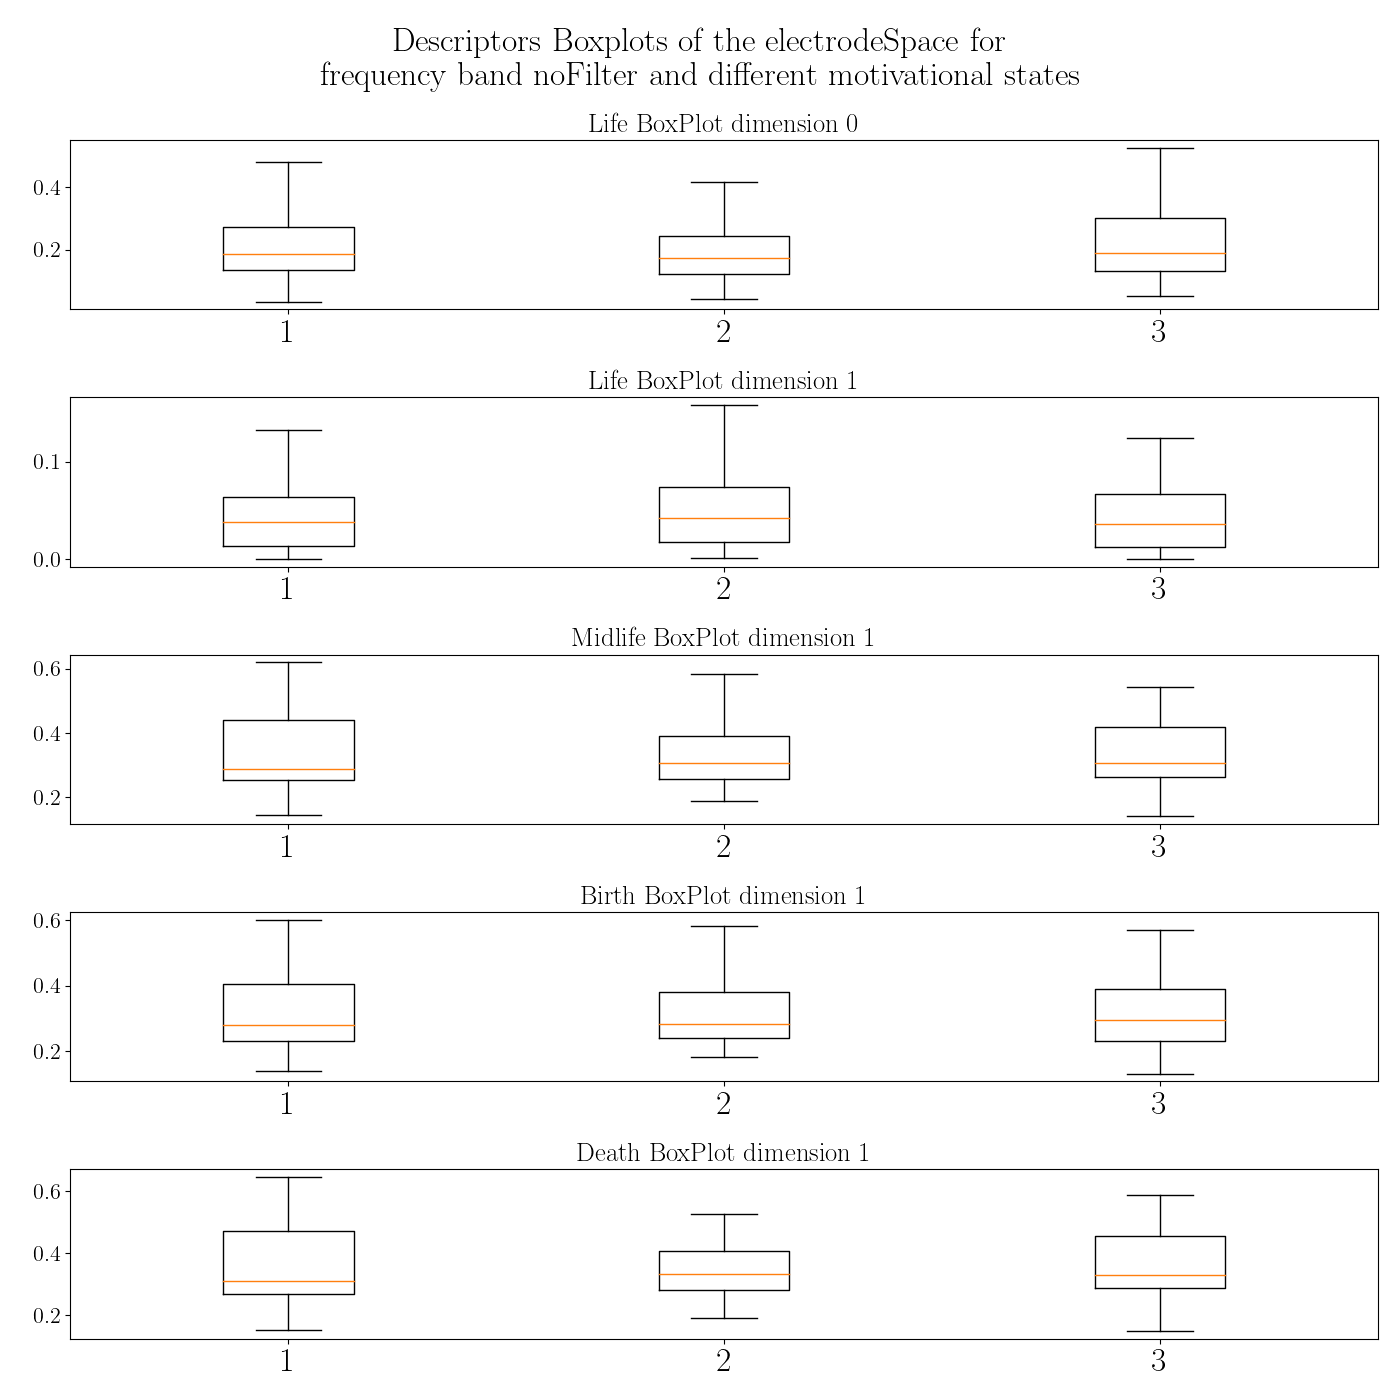 Descriptors Boxplots of the electrodeSpace for
frequency band noFilter and different motivational states
Life BoxPlot dimension 0
0.4
0.2
1 2 3
Life BoxPlot dimension 1
0.1
0.0
1 2 3
Midlife BoxPlot dimension 1
0.6
0.4
0.2
1 2 3
Birth BoxPlot dimension 1
0.6
0.4
0.2
1 2 3
Death BoxPlot dimension 1
0.6
0.4
0.2
1 2 3